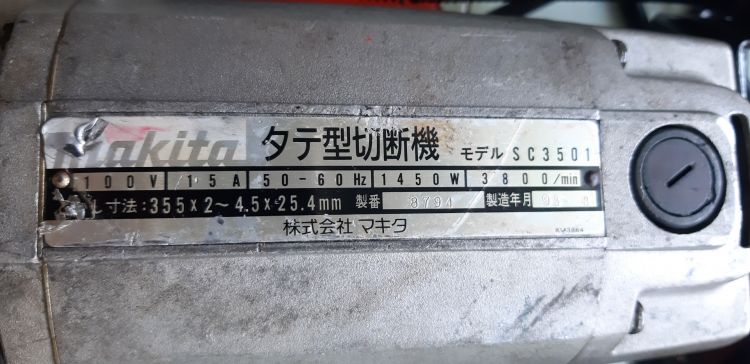 Makita タテ型切断機 モデル SC3501
100V 15A 50-60Hz 1450W 3800/min
寸法:355×2~4.5×25.4mm 製番 8794 製造年月
株式会社 マキタ